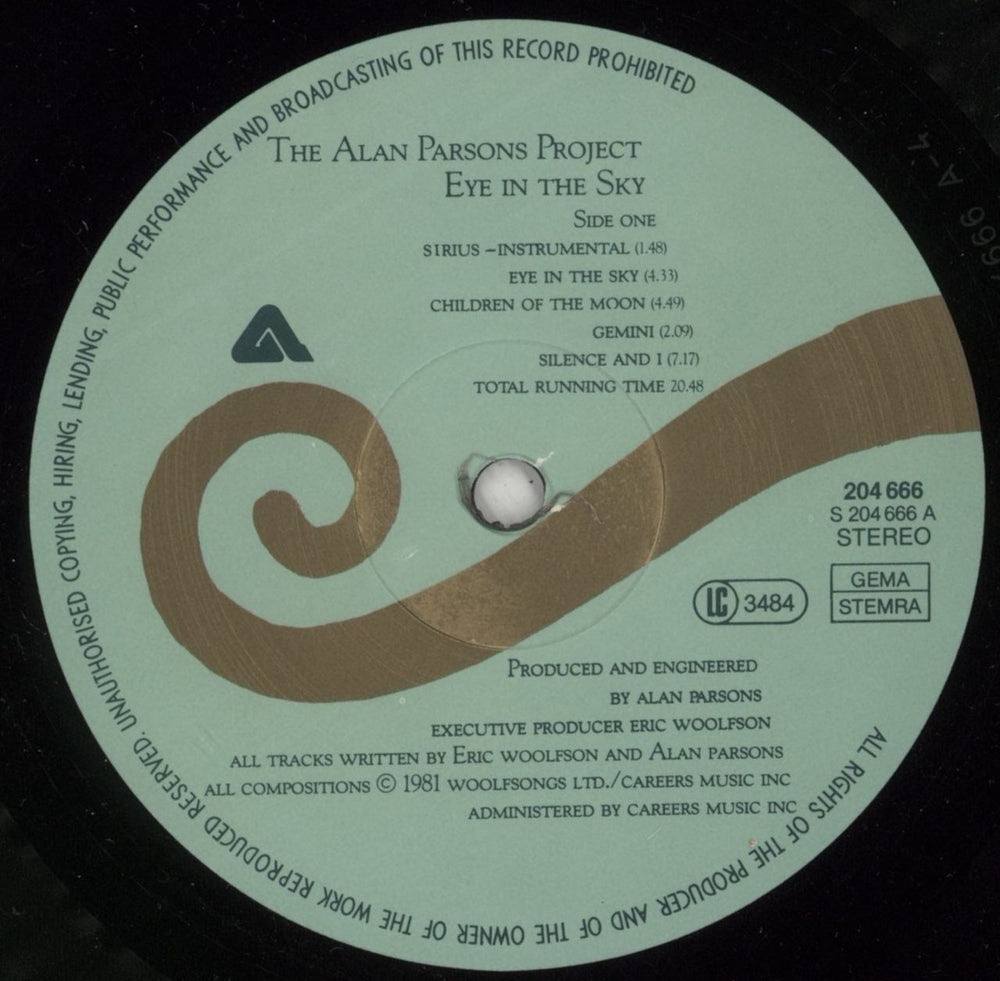 ALL RIGHTS OF THE PRODUCER AND OF THE OWNER OF THE WORK REPRODUCED RESERVED. UNAUTHORISED COPYING, HIRING, LENDING, PUBLIC PERFORMANCE AND BROADCASTING OF THIS RECORD PROHIBITED
THE ALAN PARSONS PROJECT
EYE IN THE SKY
SIDE ONE
SIRIUS –INSTRUMENTAL (1.48)
EYE IN THE SKY (4.33)
CHILDREN OF THE MOON (4.49)
GEMINI (2.09)
SILENCE AND I (7.17)
TOTAL RUNNING TIME 20.48
204 666
S 204 666 A
STEREO
LC 3484
GEMA
STEMRA
PRODUCED AND ENGINEERED
BY ALAN PARSONS
EXECUTIVE PRODUCER ERIC WOOLFSON
ALL TRACKS WRITTEN BY ERIC WOOLFSON AND ALAN PARSONS
ALL COMPOSITIONS © 1981 WOOLFSONGS LTD./CAREERS MUSIC INC
ADMINISTERED BY CAREERS MUSIC INC
A-4